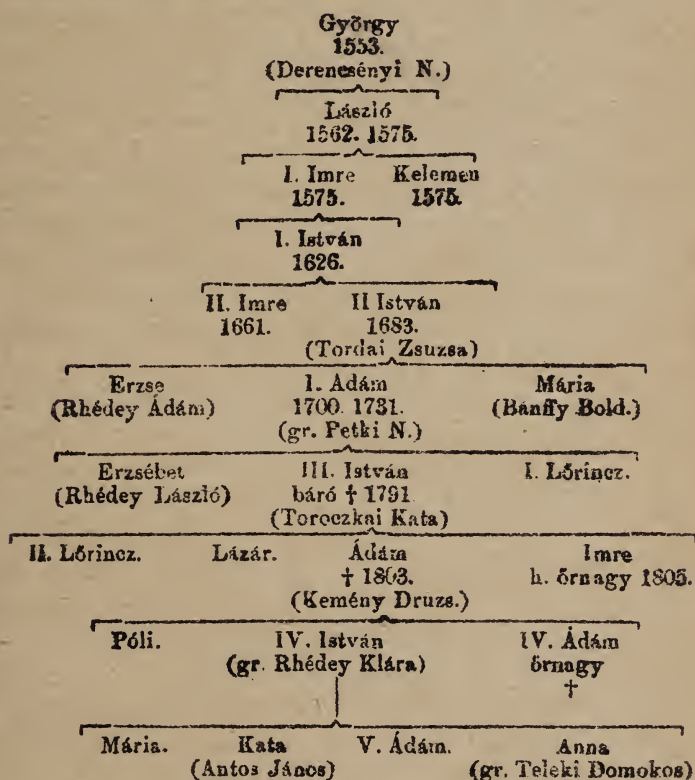 György
1553.
(Derencsényi N.)
László
1562. 1575.
I. Imre Kelemen
1575. 1575.
I. István
1626.
II. Imre II István
1661. 1683.
(Tordai Zsuzsa)
Erzse I. Adám Mária
(Rhédey Ádám) 1700. 1731. (Bánffy Bold.)
(gr. Petki N.)
Erzsébet III. István I. Lőrincz.
(Rhédey László) báró † 1791.
(Toroczkai Kata)
II. Lőrincz. Lázár. Ádám Imre
† 1803. h. őrnagy 1805.
(Kemény Druzs.)
Póli. IV. István IV. Ádám
(gr. Rhédey Klára) őrnagy
†
Mária. Kata V. Ádám. Anna
(Antos János) (gr. Teleki Domokos)